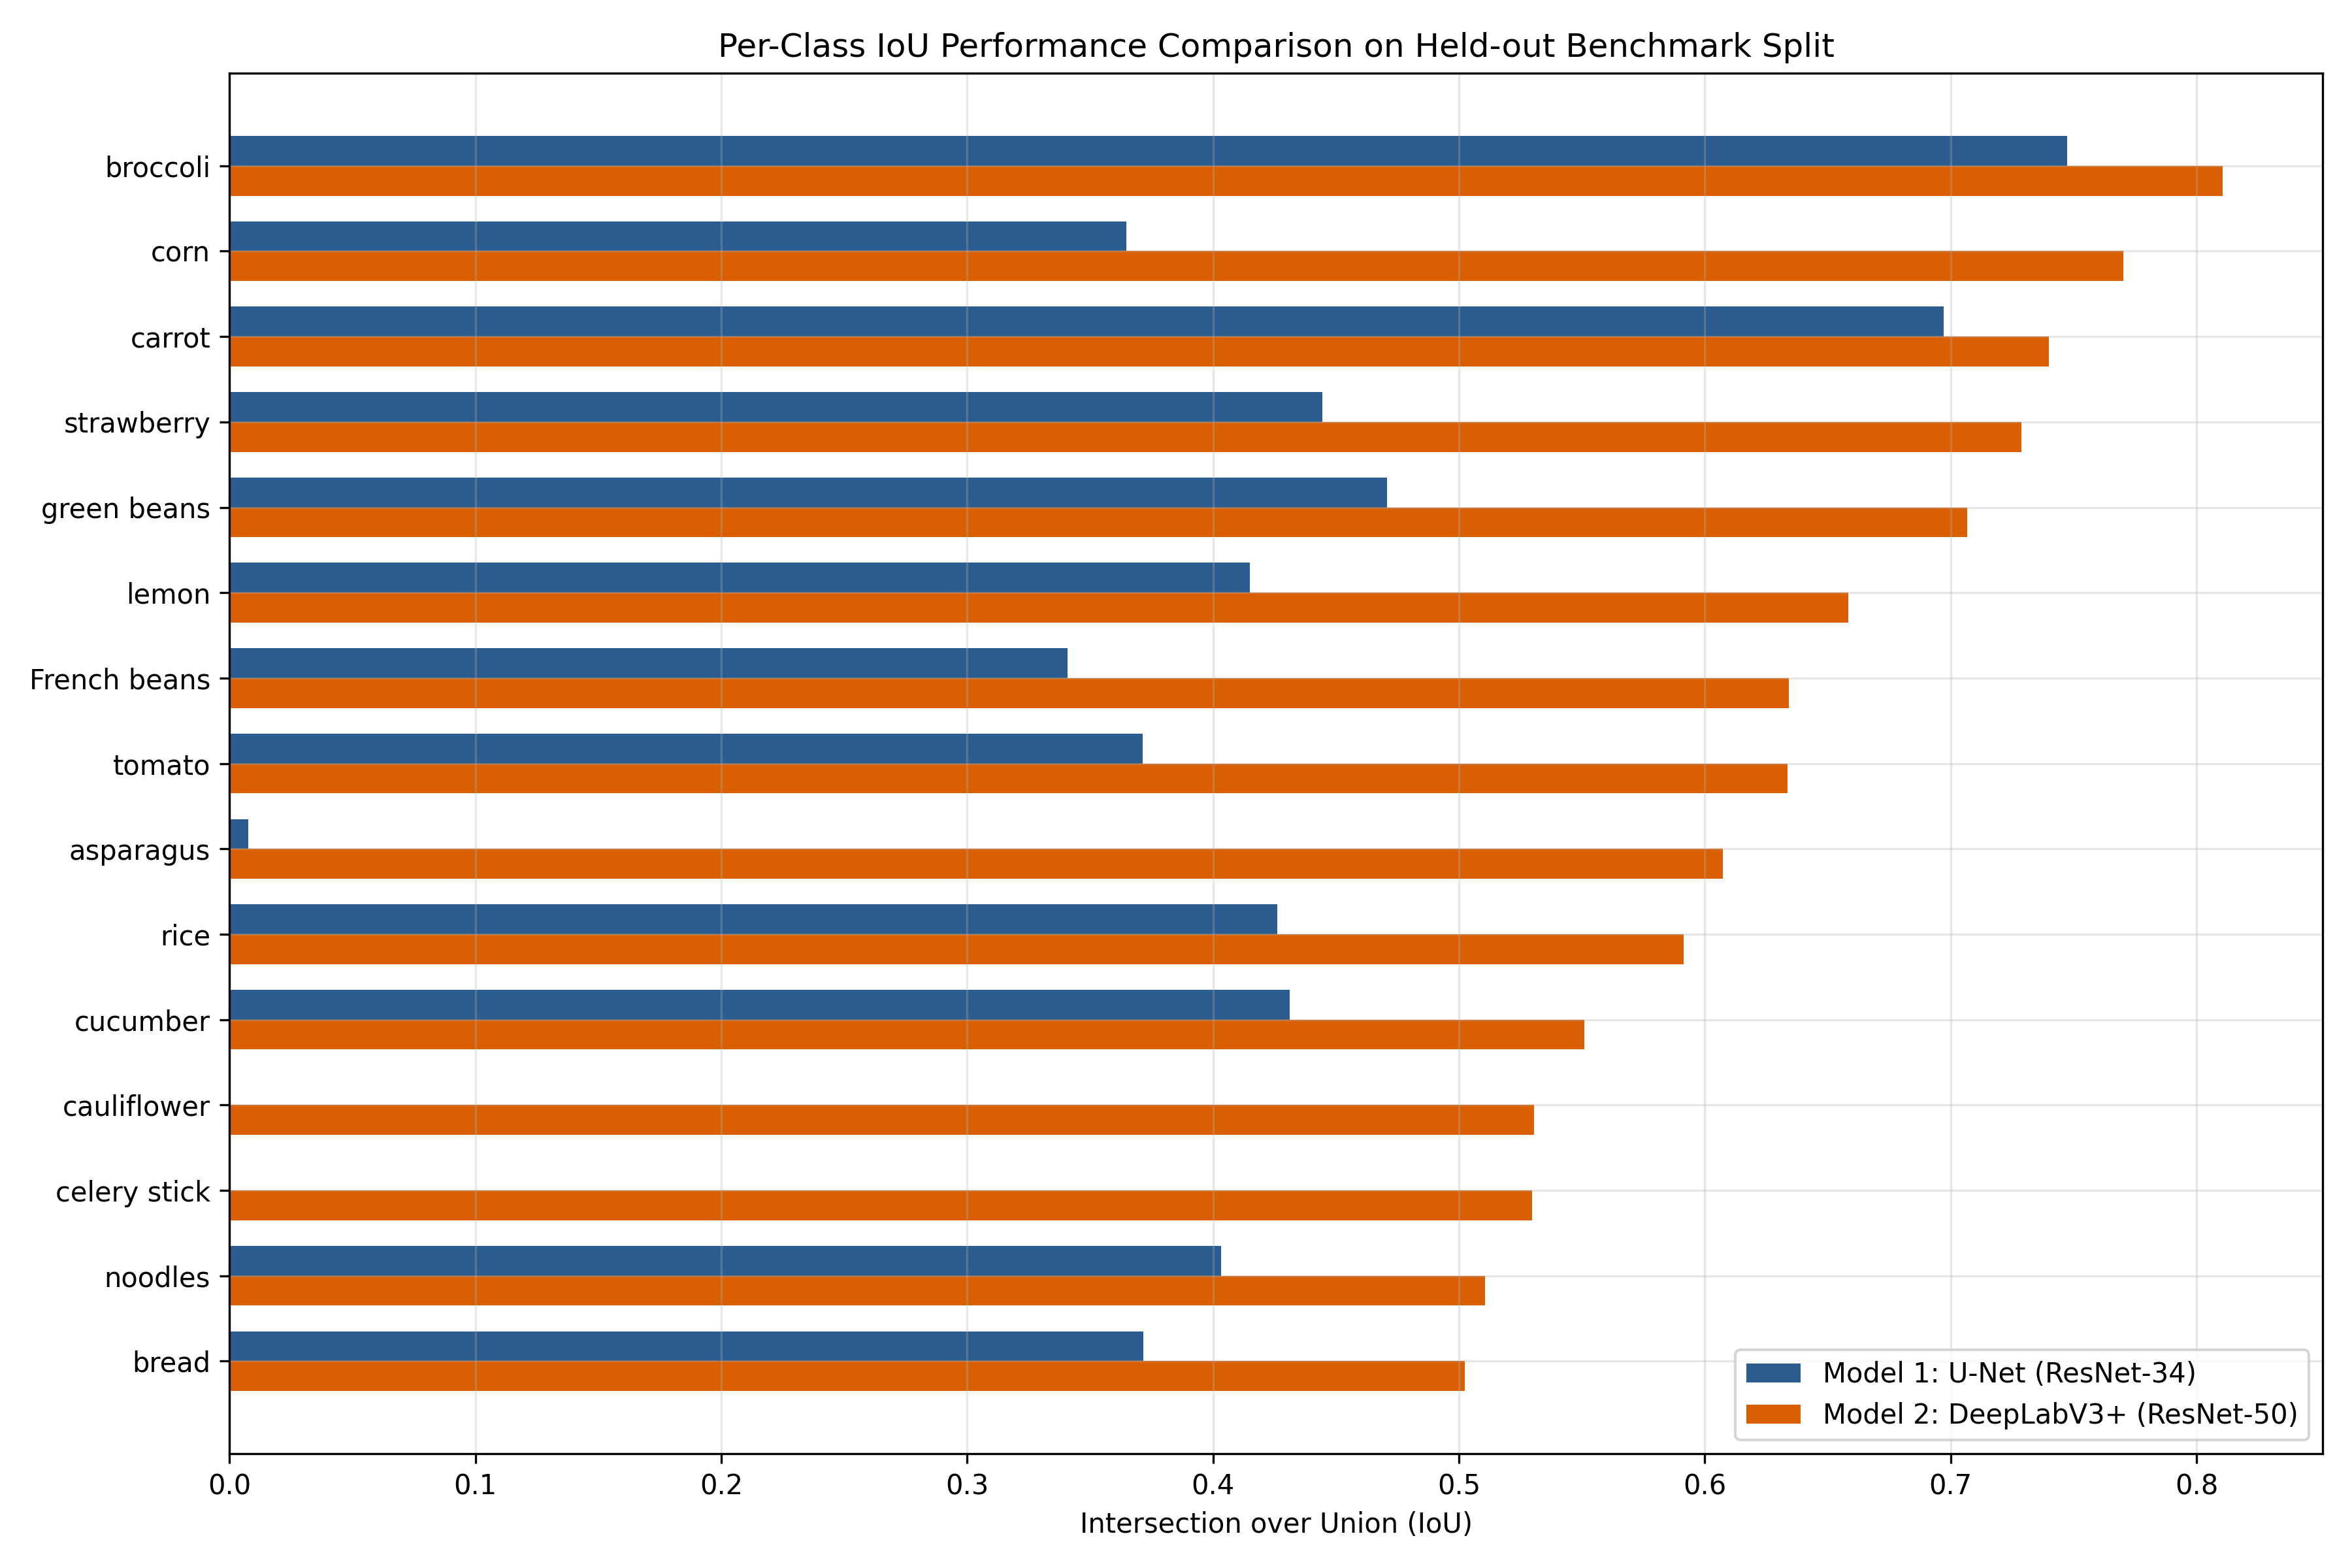 Per-Class IoU Performance Comparison on Held-out Benchmark Split
broccoli
corn
carrot
strawberry
green beans
lemon
French beans
tomato
asparagus
rice
cucumber
cauliflower
celery stick
noodles
bread
Model 1: U-Net (ResNet-34)
Model 2: DeepLabV3+ (ResNet-50)
0.0 0.1 0.2 0.3 0.4 0.5 0.6 0.7 0.8
Intersection over Union (IoU)